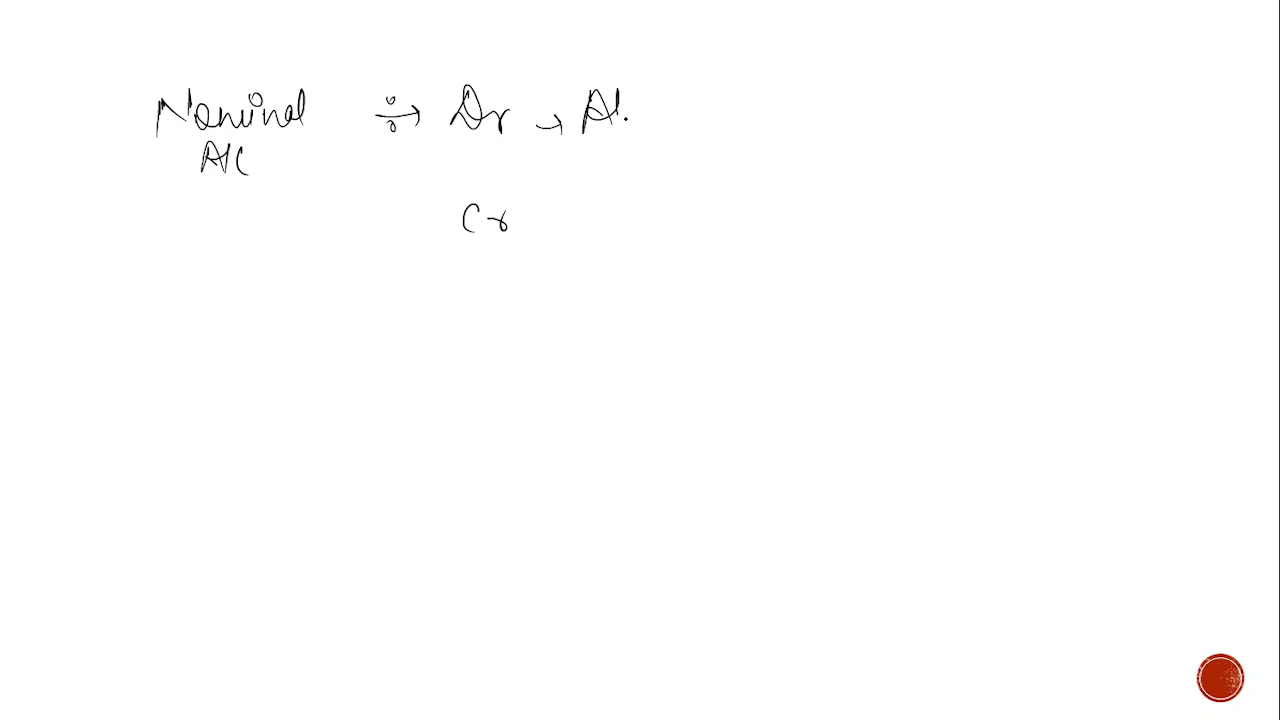 Nominal → Dr → Al.
A/C
Cr